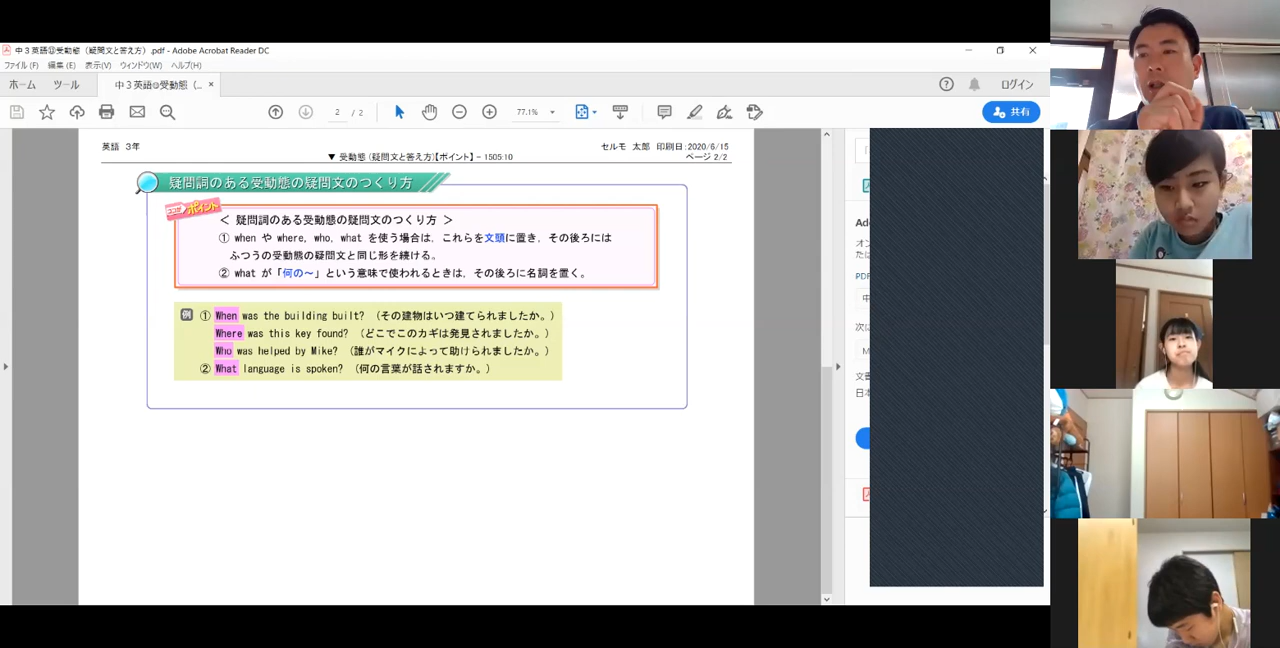 中３英語⑬受動態（疑問文と答え方）.pdf - Adobe Acrobat Reader DC
ファイル(F) 編集(E) 表示(V) ウィンドウ(W) ヘルプ(H)
ホーム ツール 中３英語⑬受動態（... × ログイン
2 / 2 77.1% 共有
英語 ３年 セルモ 太郎 印刷日:2020/6/15
▼ 受動態(疑問文と答え方)【ポイント】 - 1505:10 ページ 2/2
疑問詞のある受動態の疑問文のつくり方
ポイント
＜ 疑問詞のある受動態の疑問文のつくり方 ＞
① when や where, who, what を使う場合は，これらを文頭に置き，その後ろには
ふつうの受動態の疑問文と同じ形を続ける。
② what が「何の～」という意味で使われるときは，その後ろに名詞を置く。
例 ① When was the building built? (その建物はいつ建てられましたか。)
Where was this key found? (どこでこのカギは発見されましたか。)
Who was helped by Mike? (誰がマイクによって助けられましたか。)
② What language is spoken? (何の言葉が話されますか。)
Ado
オン
たは
PDF
中
次に
M
文書
日本